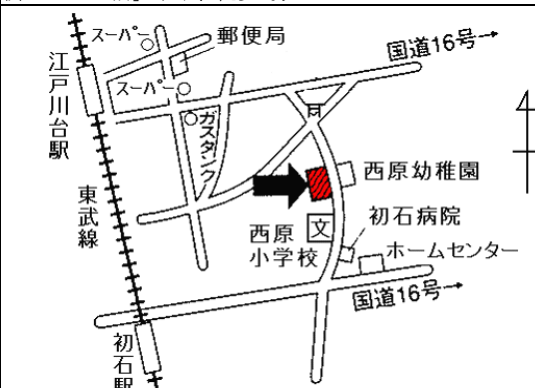 スーパー
郵便局
国道16号→
江戸川台駅
スーパー
ガスタンク
東武線
西原幼稚園
初石病院
文
西原
小学校
ホームセンター
国道16号→
初石駅